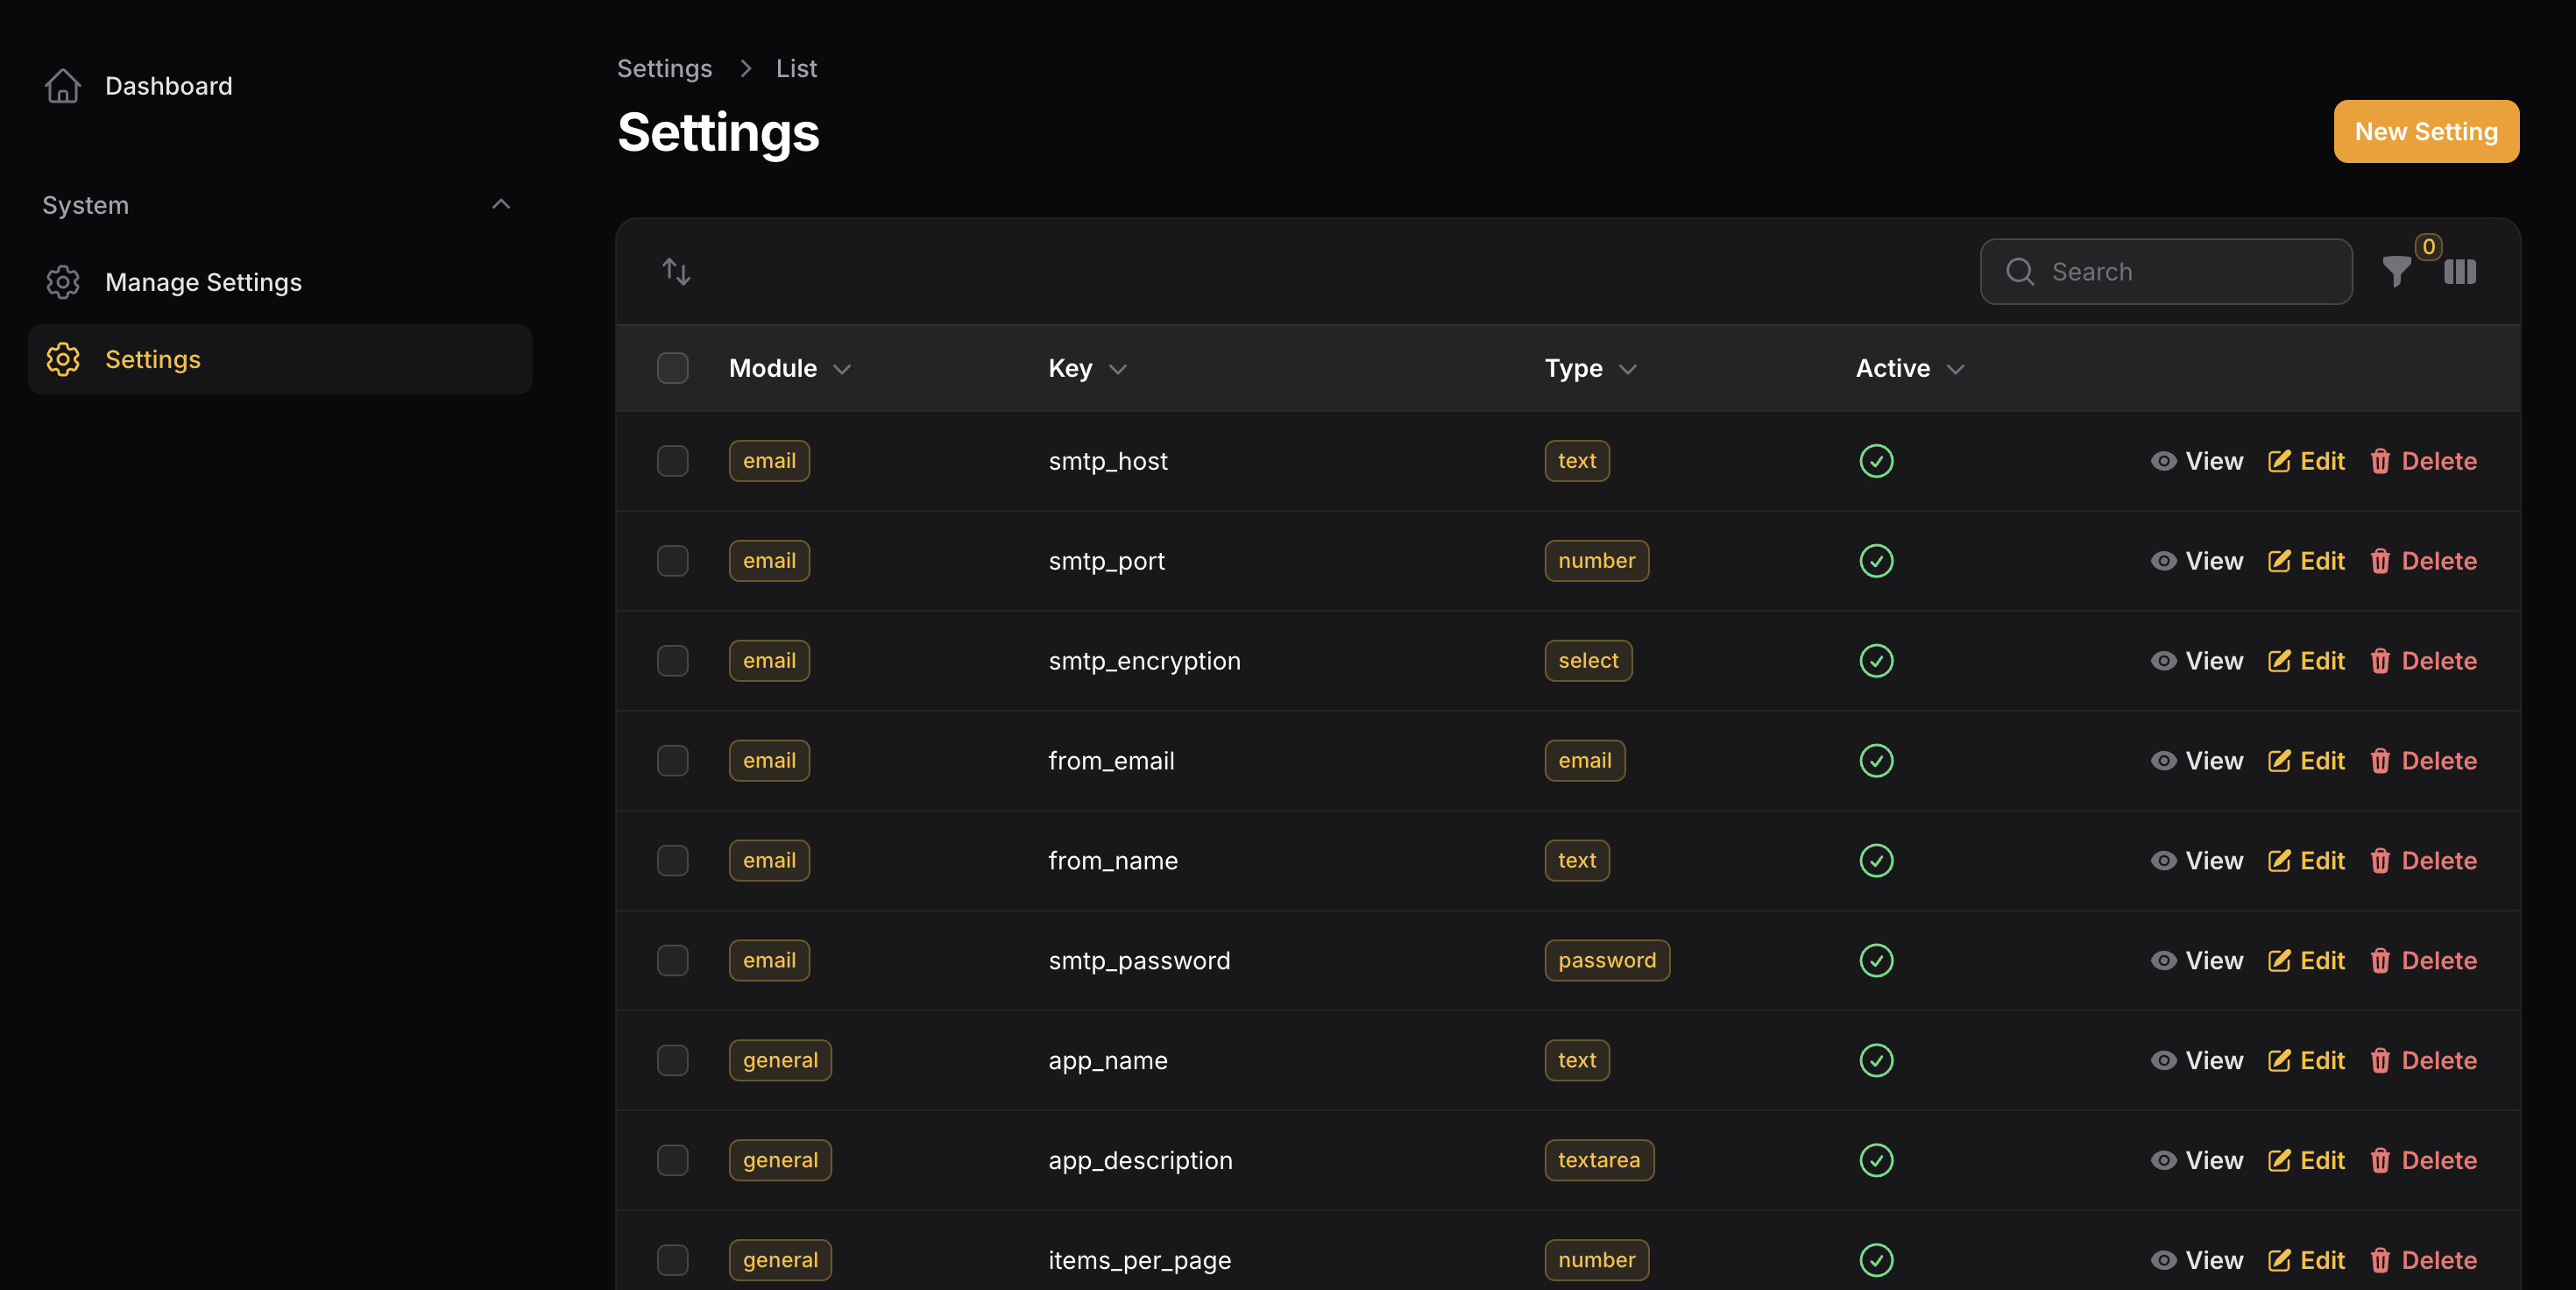 Dashboard
System
Manage Settings
Settings
Settings > List
Settings
New Setting
Search
0
Module Key Type Active
email smtp_host text View Edit Delete
email smtp_port number View Edit Delete
email smtp_encryption select View Edit Delete
email from_email email View Edit Delete
email from_name text View Edit Delete
email smtp_password password View Edit Delete
general app_name text View Edit Delete
general app_description textarea View Edit Delete
general items_per_page number View Edit Delete